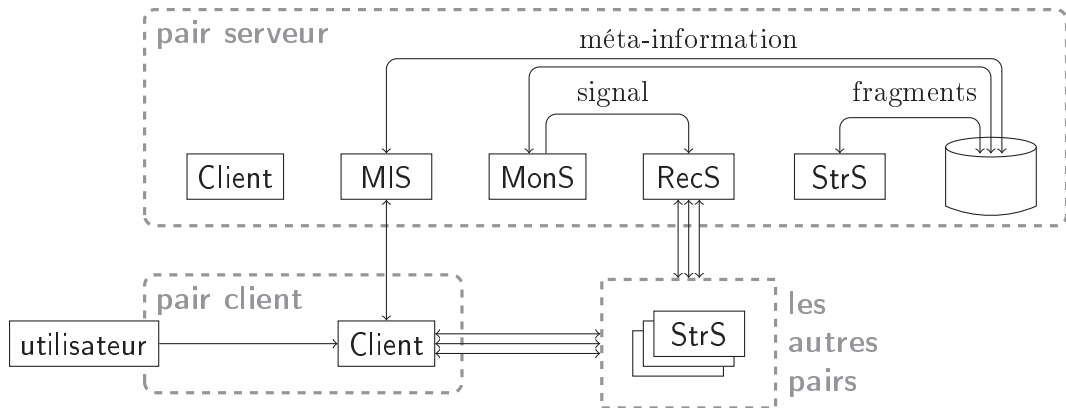 pair serveur
méta-information
signal
fragments
Client
MIS
MonS
RecS
StrS
pair client
utilisateur
Client
StrS
les
autres
pairs